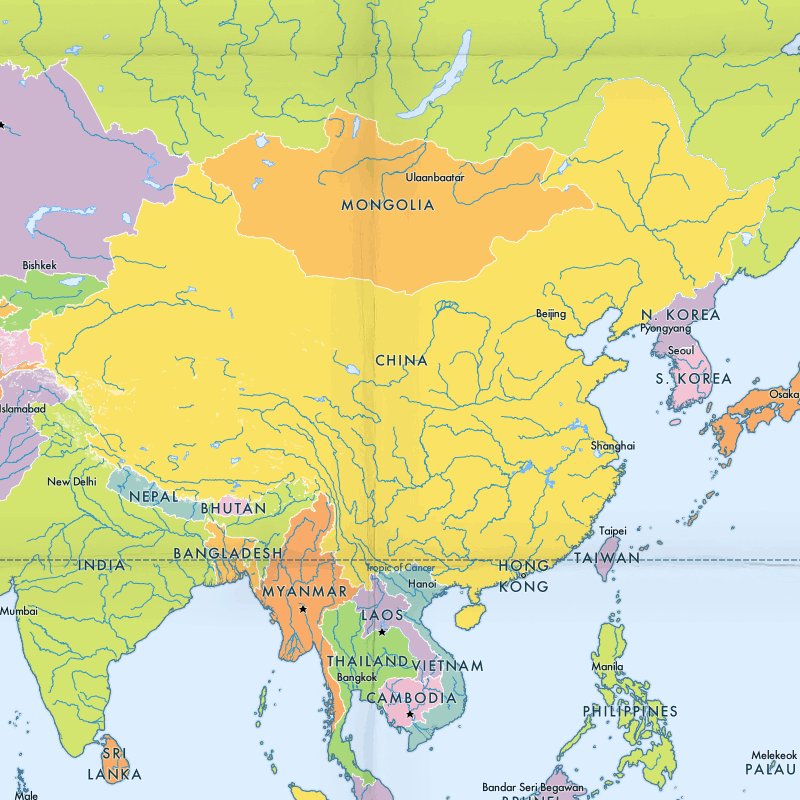 Ulaanbaatar
MONGOLIA
Bishkek
Beijing
N. KOREA
Pyongyang
Seoul
CHINA
S. KOREA
Osaka
Islamabad
Shanghai
New Delhi
NEPAL
BHUTAN
Taipei
BANGLADESH
TAIWAN
INDIA
Tropic of Cancer
HONG
KONG
Hanoi
MYANMAR
Mumbai
LAOS
THAILAND
VIETNAM
Manila
Bangkok
CAMBODIA
PHILIPPINES
SRI
LANKA
Melekeok
PALAU
Bandar Seri Begawan
BRUNEI
Male